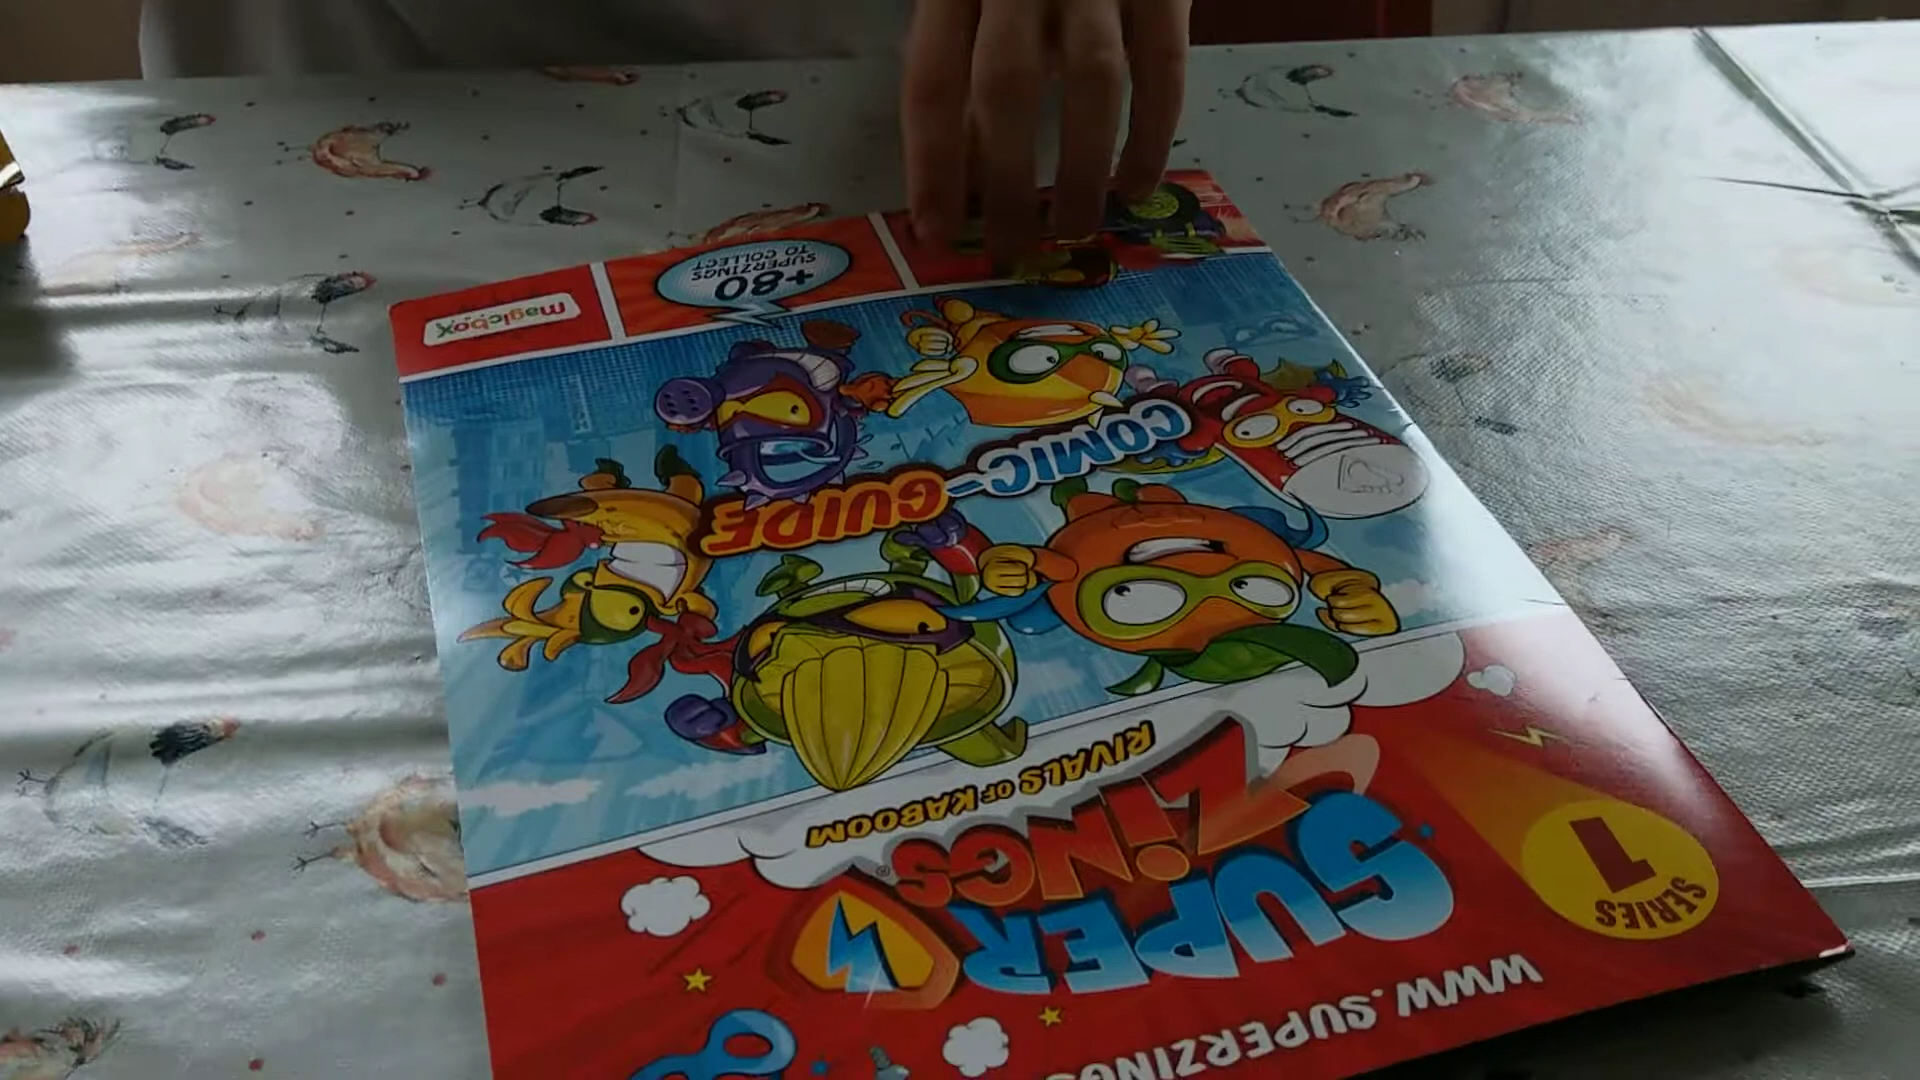 WWW.SUPERZINGS
SERIES
1
SUPER
ZINGS®
RIVALS OF KABOOM
COMIC-GUIDE
+80
SUPERZINGS
TO COLLECT
magicbox